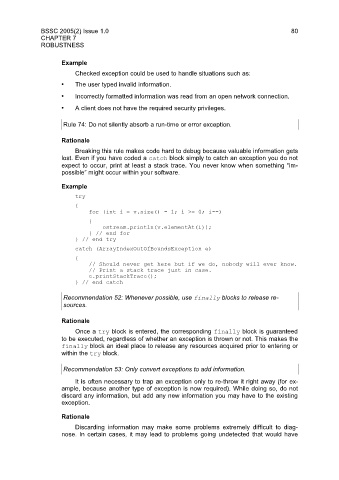 BSSC 2005(2) Issue 1.0 80
CHAPTER 7
ROBUSTNESS
Example
Checked exception could be used to handle situations such as:
• The user typed invalid information,
• Incorrectly formatted information was read from an open network connection,
• A client does not have the required security privileges.
Rule 74: Do not silently absorb a run-time or error exception.
Rationale
Breaking this rule makes code hard to debug because valuable information gets
lost. Even if you have coded a catch block simply to catch an exception you do not
expect to occur, print at least a stack trace. You never know when something "im-
possible" might occur within your software.
Example
try
{
for (int i = v.size() - 1; i >= 0; i--)
{
ostream.println(v.elementAt(i));
} // end for
} // end try
catch (ArrayIndexOutOfBoundsException e)
{
// Should never get here but if we do, nobody will ever know.
// Print a stack trace just in case.
e.printStackTrace();
} // end catch
Recommendation 52: Whenever possible, use finally blocks to release re-
sources.
Rationale
Once a try block is entered, the corresponding finally block is guaranteed
to be executed, regardless of whether an exception is thrown or not. This makes the
finally block an ideal place to release any resources acquired prior to entering or
within the try block.
Recommendation 53: Only convert exceptions to add information.
It is often necessary to trap an exception only to re-throw it right away (for ex-
ample, because another type of exception is now required). While doing so, do not
discard any information, but add any new information you may have to the existing
exception.
Rationale
Discarding information may make some problems extremely difficult to diag-
nose. In certain cases, it may lead to problems going undetected that would have